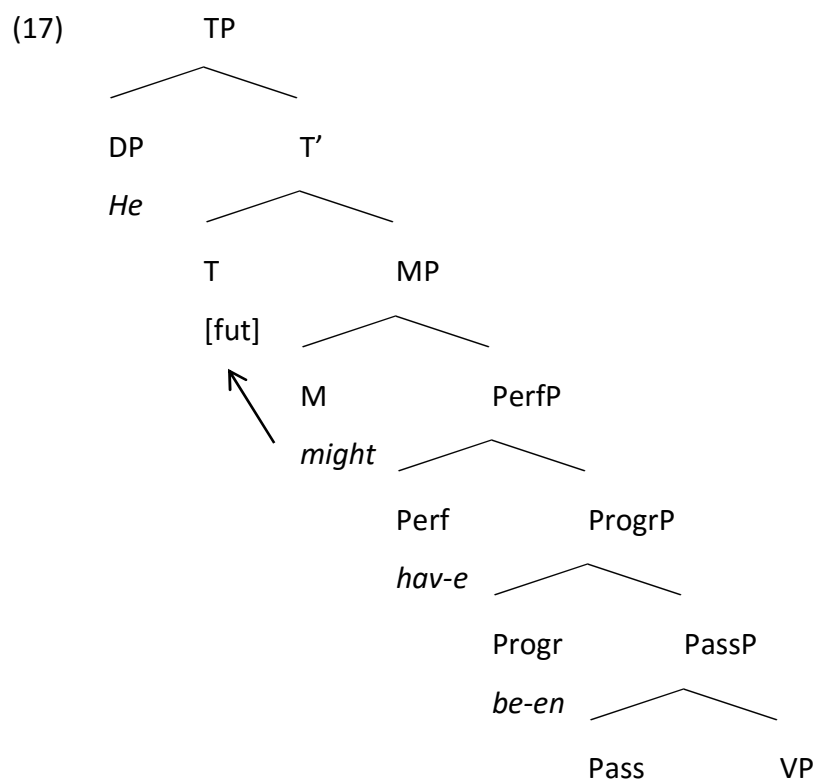 (17) TP
DP T’
He
T MP
[fut]
M PerfP
might
Perf ProgrP
hav-e
Progr PassP
be-en
Pass VP